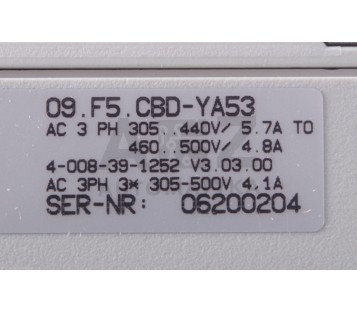 09.F5.CBD-YA53
AC 3 PH 305..440V/ 5.7A TO
460..500V/ 4.8A
4-008-39-1252 V3.03.00
AC 3PH 3* 305-500V 4.1A
SER-NR: 06200204